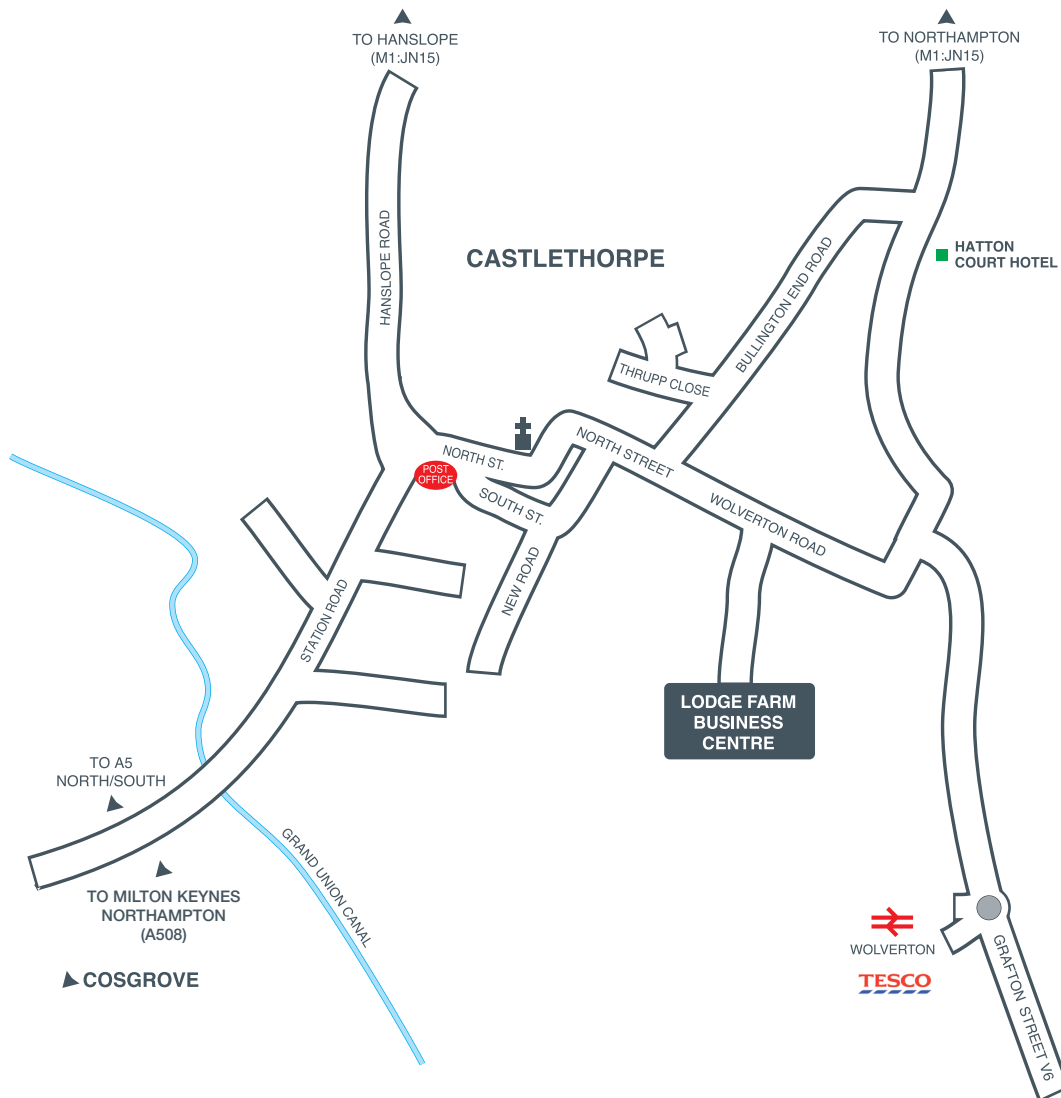 TO HANSLOPE
(M1:JN15)
TO NORTHAMPTON
(M1:JN15)
HANSLOPE ROAD
CASTLETHORPE
BULLINGTON END ROAD
HATTON
COURT HOTEL
THRUPP CLOSE
NORTH ST.
NORTH STREET
POST
OFFICE
SOUTH ST.
WOLVERTON ROAD
NEW ROAD
STATION ROAD
LODGE FARM
BUSINESS
CENTRE
TO A5
NORTH/SOUTH
GRAND UNION CANAL
TO MILTON KEYNES
NORTHAMPTON
(A508)
COSGROVE
WOLVERTON
TESCO
GRAFTON STREET V6